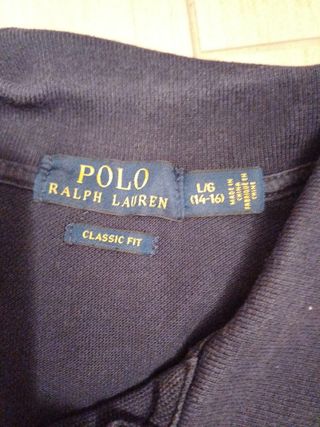 POLO
RALPH LAUREN
L/G
(14-16)
MADE IN
CHINA
FABRIQUÉ EN
CHINE
CLASSIC FIT